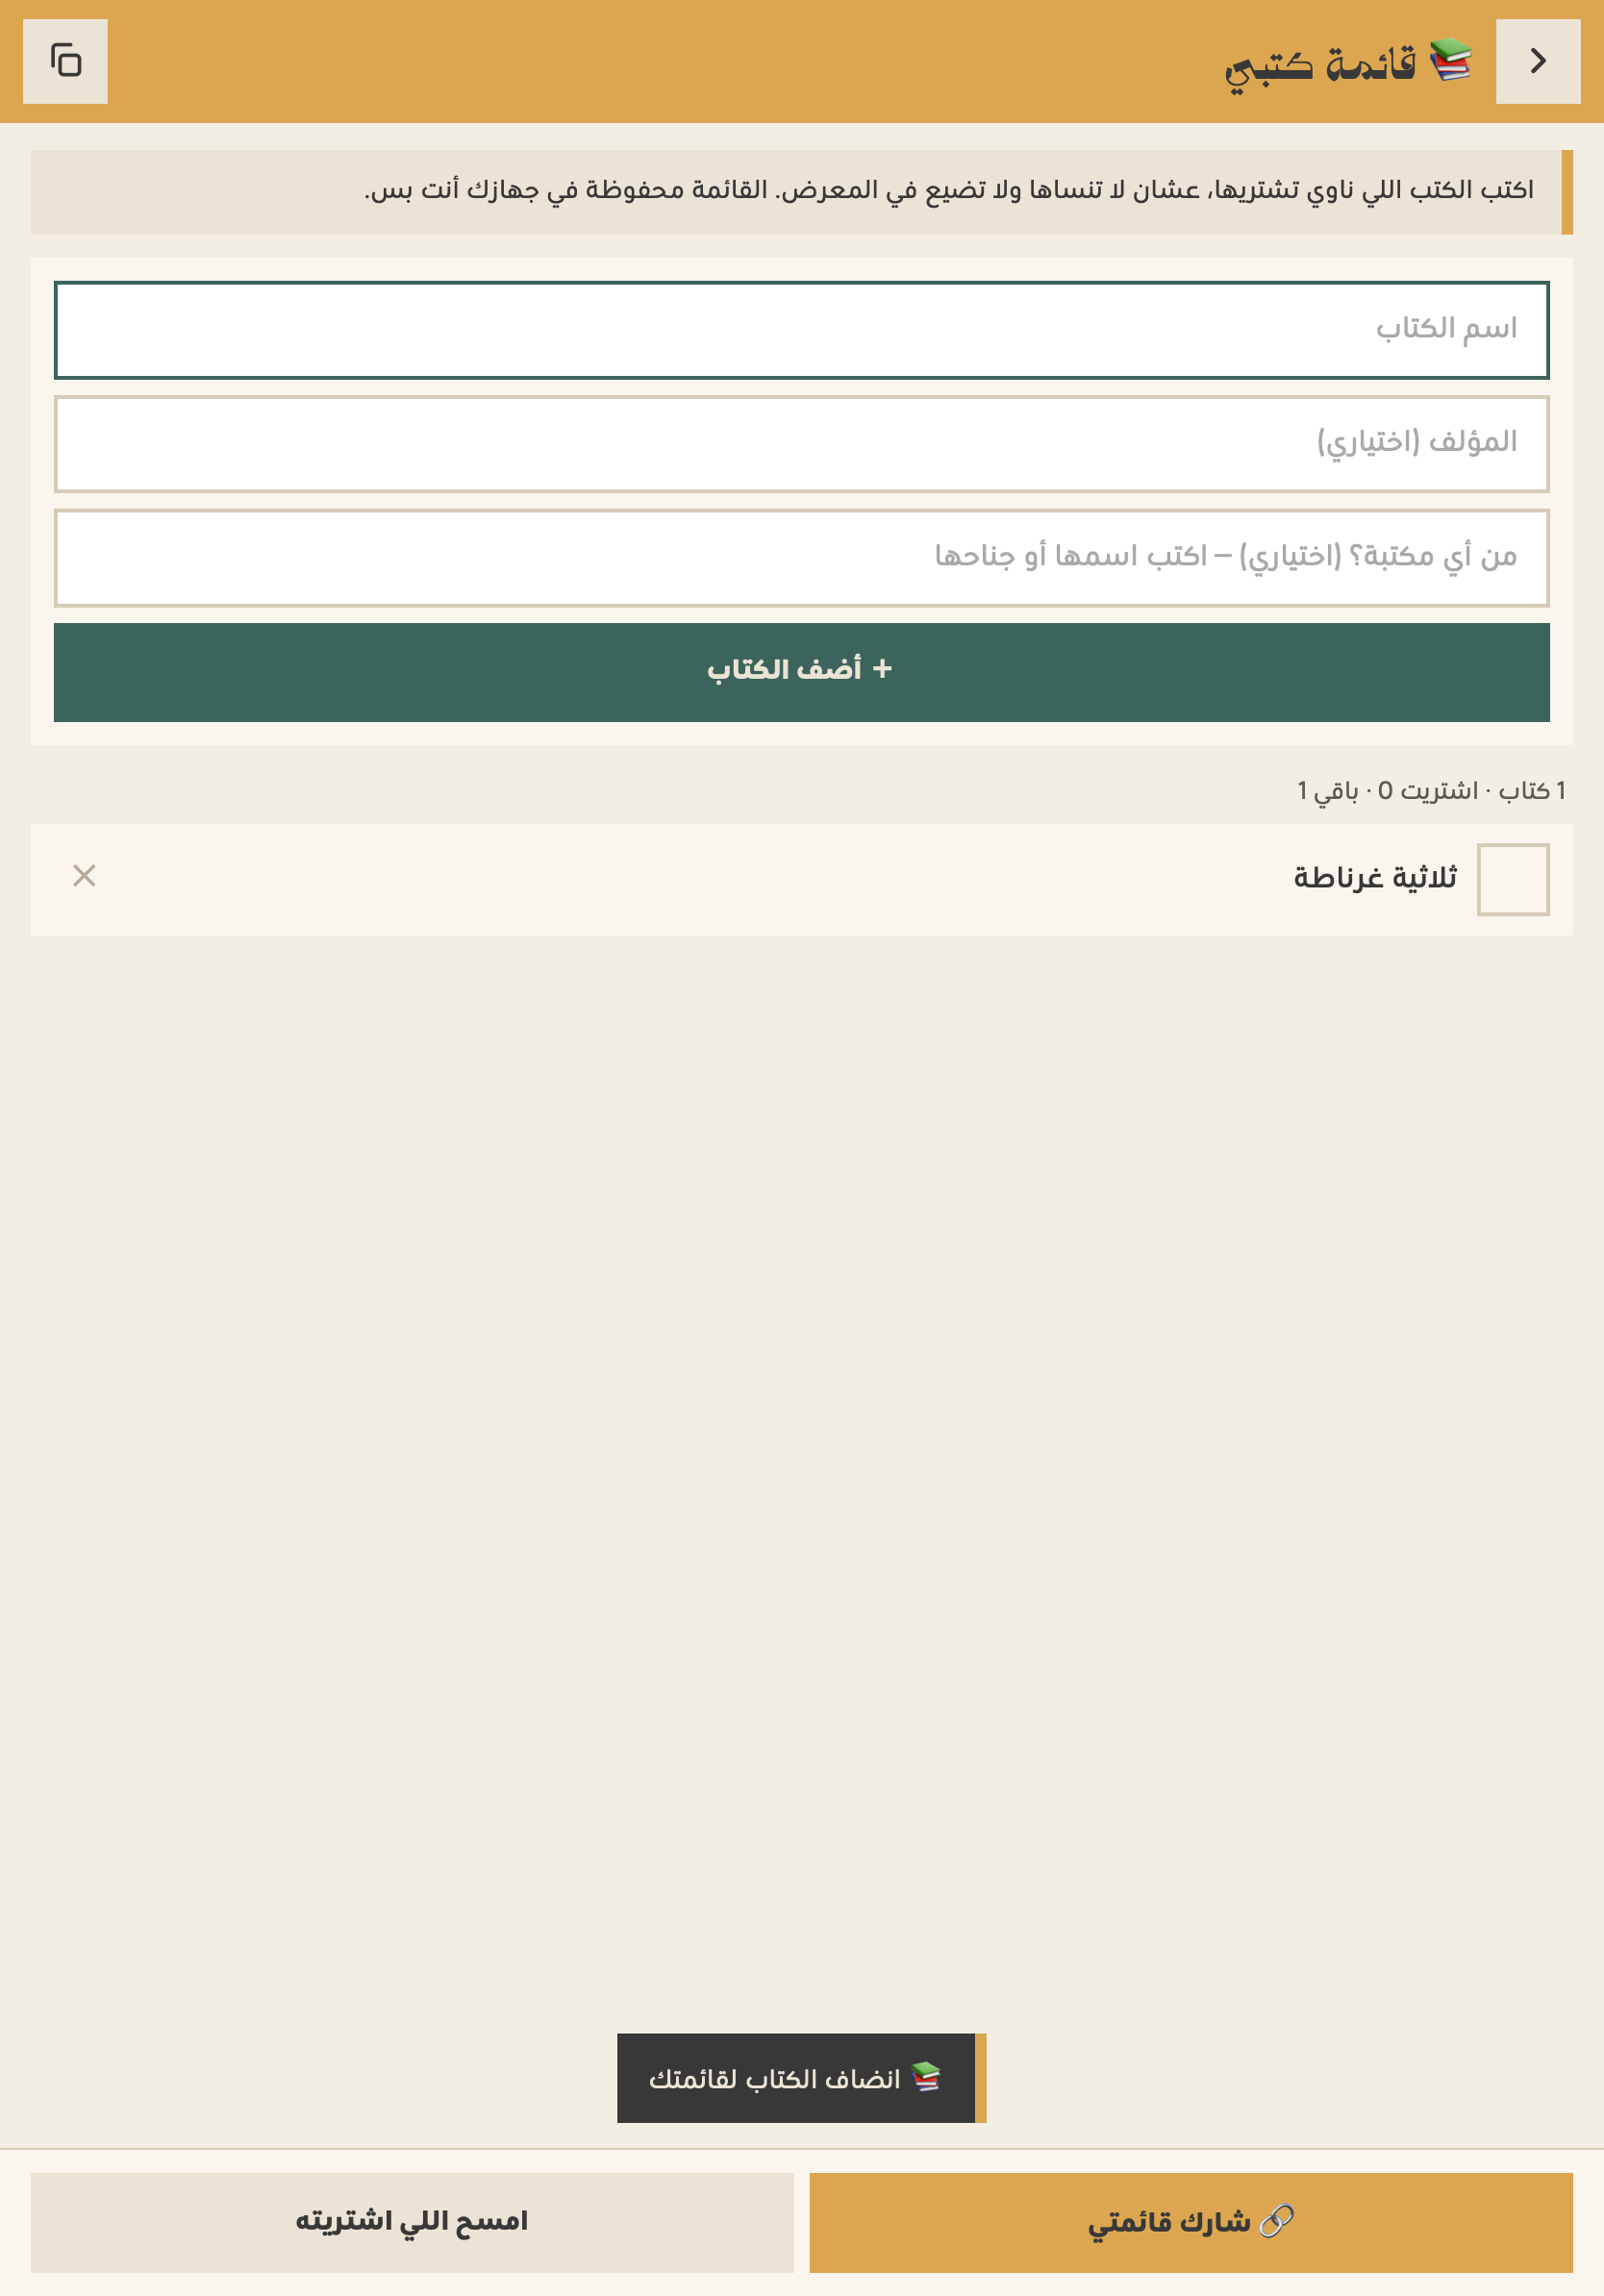 📚 قائمة كتبي
اكتب الكتب اللي ناوي تشتريها، عشان لا تنساها ولا تضيع في المعرض. القائمة محفوظة في جهازك أنت بس.
اسم الكتاب
المؤلف (اختياري)
من أي مكتبة؟ (اختياري) — اكتب اسمها أو جناحها
+ أضف الكتاب
1 كتاب · اشتريت 0 · باقي 1
ثلاثية غرناطة
📚 انضاف الكتاب لقائمتك
🔗 شارك قائمتي
امسح اللي اشتريته